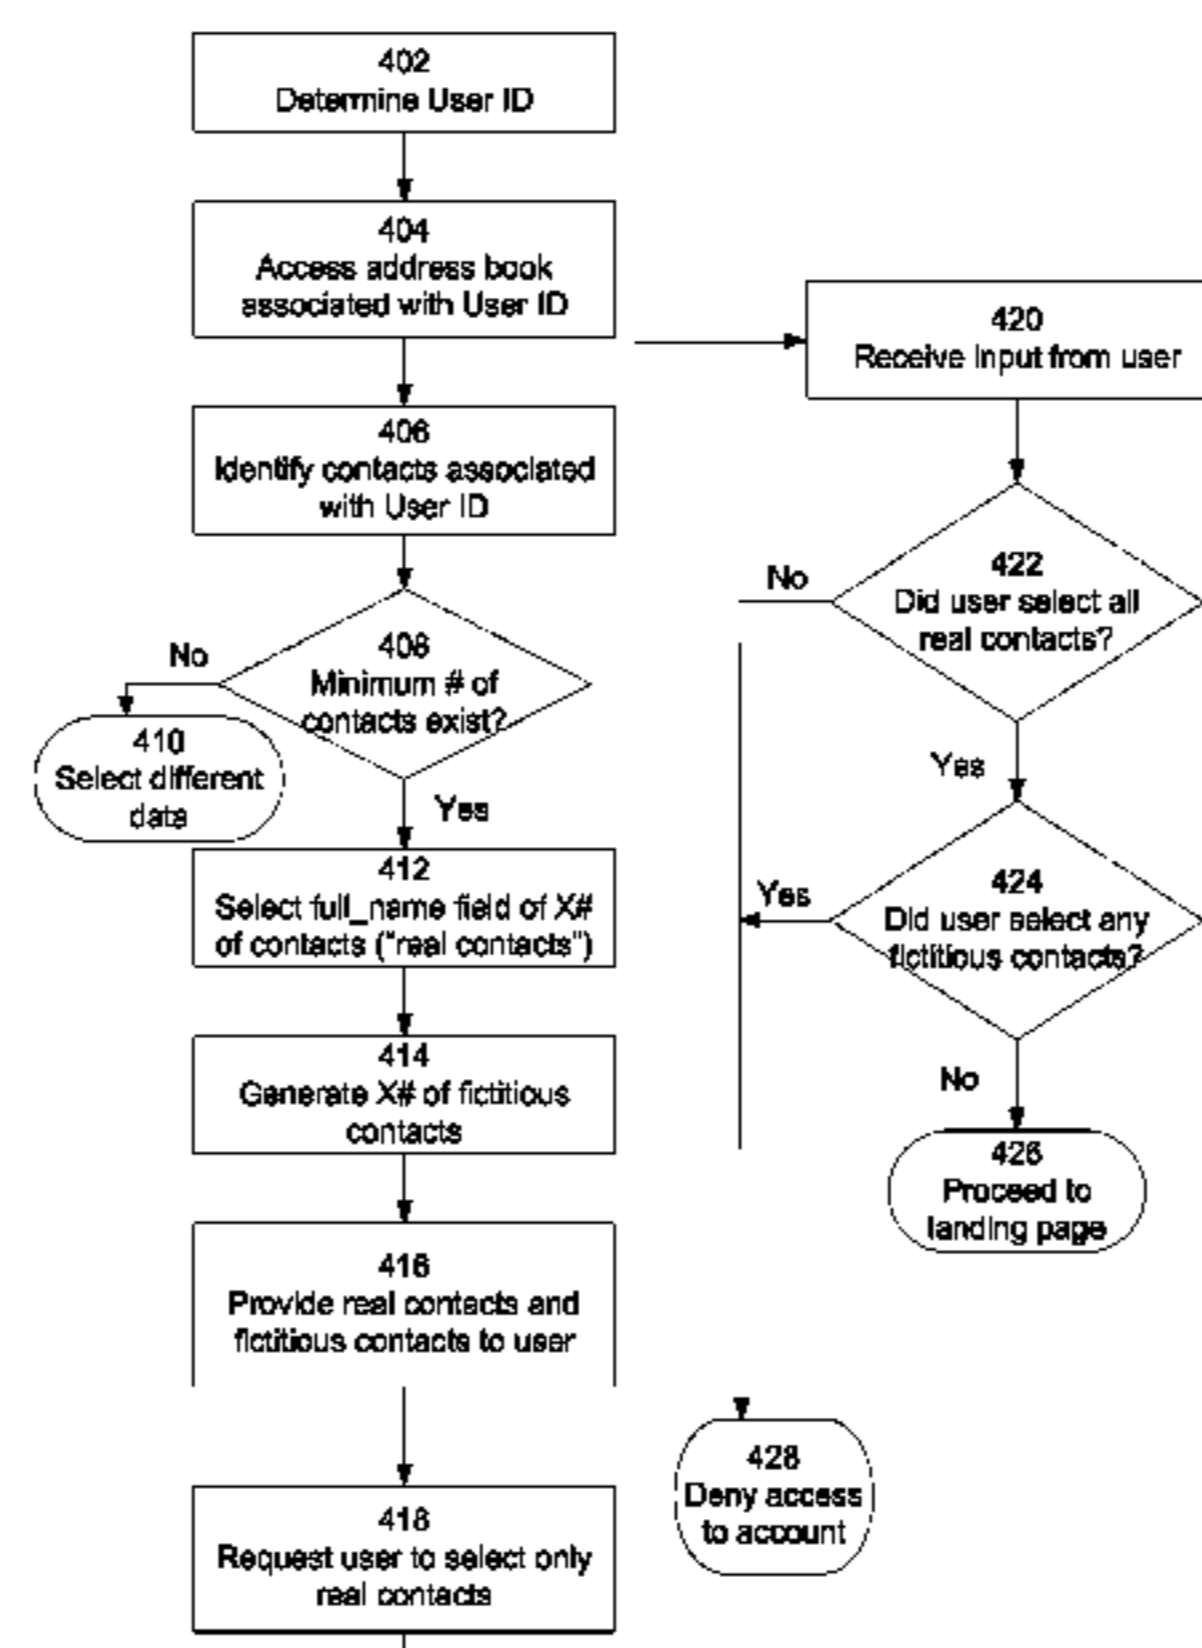 402
Determine User ID
404
Access address book
associated with User ID
406
Identify contacts associated
with User ID
408
Minimum # of
contacts exist?
No
410
Select different
data
Yes
412
Select full_name field of X#
of contacts ("real contacts")
414
Generate X# of fictitious
contacts
416
Provide real contacts and
fictitious contacts to user
418
Request user to select only
real contacts
420
Receive input from user
422
Did user select all
real contacts?
No
Yes
424
Did user select any
fictitious contacts?
Yes
No
426
Proceed to
landing page
428
Deny access
to account